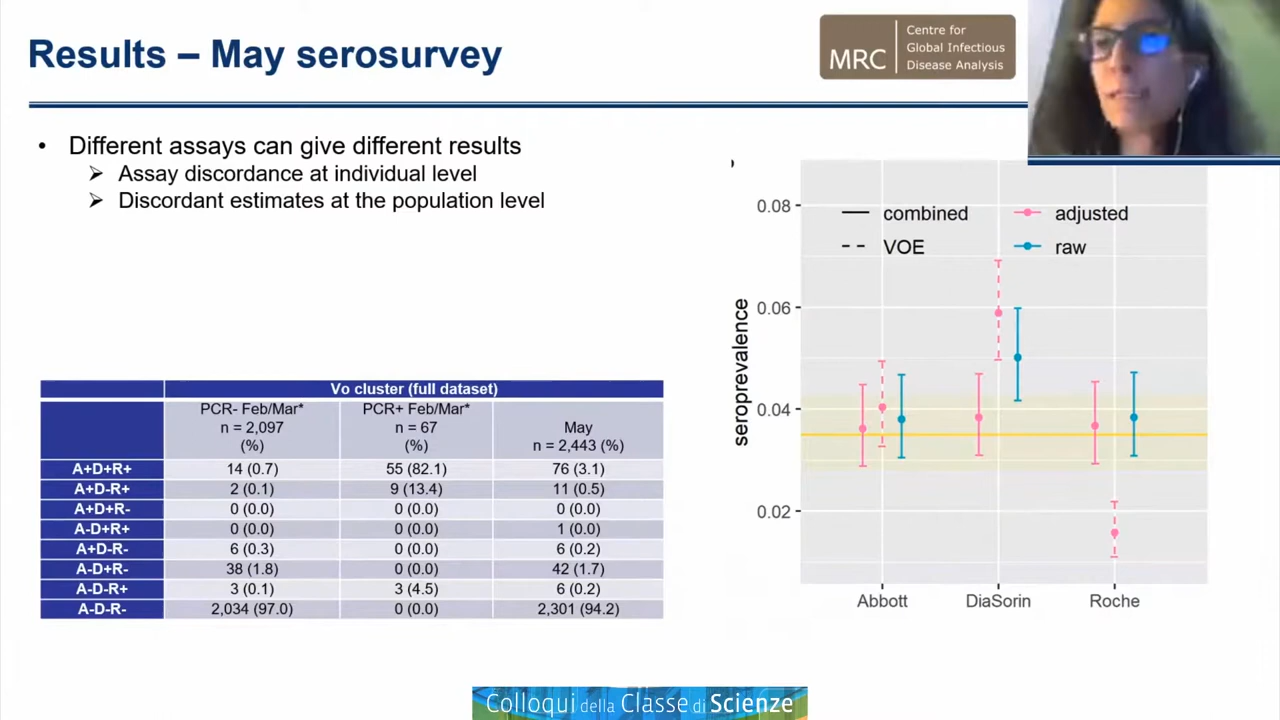 Results – May serosurvey
MRC
Centre for
Global Infectious
Disease Analysis
• Different assays can give different results
➢ Assay discordance at individual level
➢ Discordant estimates at the population level
Vo cluster (full dataset)
PCR- Feb/Mar*
n = 2,097
(%)
PCR+ Feb/Mar*
n = 67
(%)
May
n = 2,443 (%)
A+D+R+ 14 (0.7) 55 (82.1) 76 (3.1)
A+D-R+ 2 (0.1) 9 (13.4) 11 (0.5)
A+D+R- 0 (0.0) 0 (0.0) 0 (0.0)
A-D+R+ 0 (0.0) 0 (0.0) 1 (0.0)
A+D-R- 6 (0.3) 0 (0.0) 6 (0.2)
A-D+R- 38 (1.8) 0 (0.0) 42 (1.7)
A-D-R+ 3 (0.1) 3 (4.5) 6 (0.2)
A-D-R- 2,034 (97.0) 0 (0.0) 2,301 (94.2)
seroprevalence
0.08
0.06
0.04
0.02
combined
VOE
adjusted
raw
Abbott DiaSorin Roche
Colloqui della Classe di Scienze